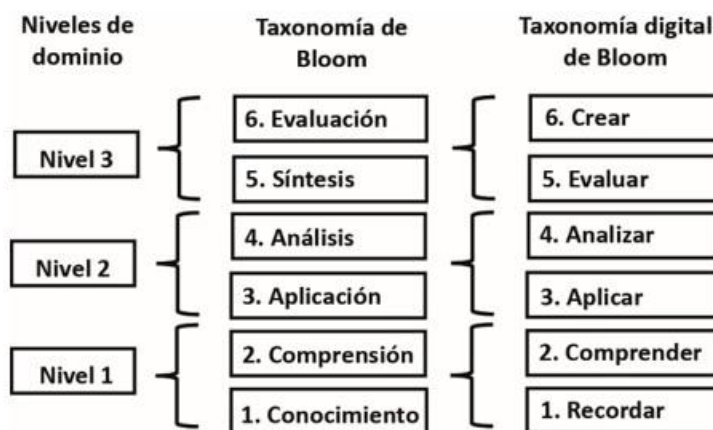 Niveles de
dominio
Taxonomía de
Bloom
Taxonomía digital
de Bloom
Nivel 3
6. Evaluación
6. Crear
5. Síntesis
5. Evaluar
Nivel 2
4. Análisis
4. Analizar
3. Aplicación
3. Aplicar
Nivel 1
2. Comprensión
2. Comprender
1. Conocimiento
1. Recordar